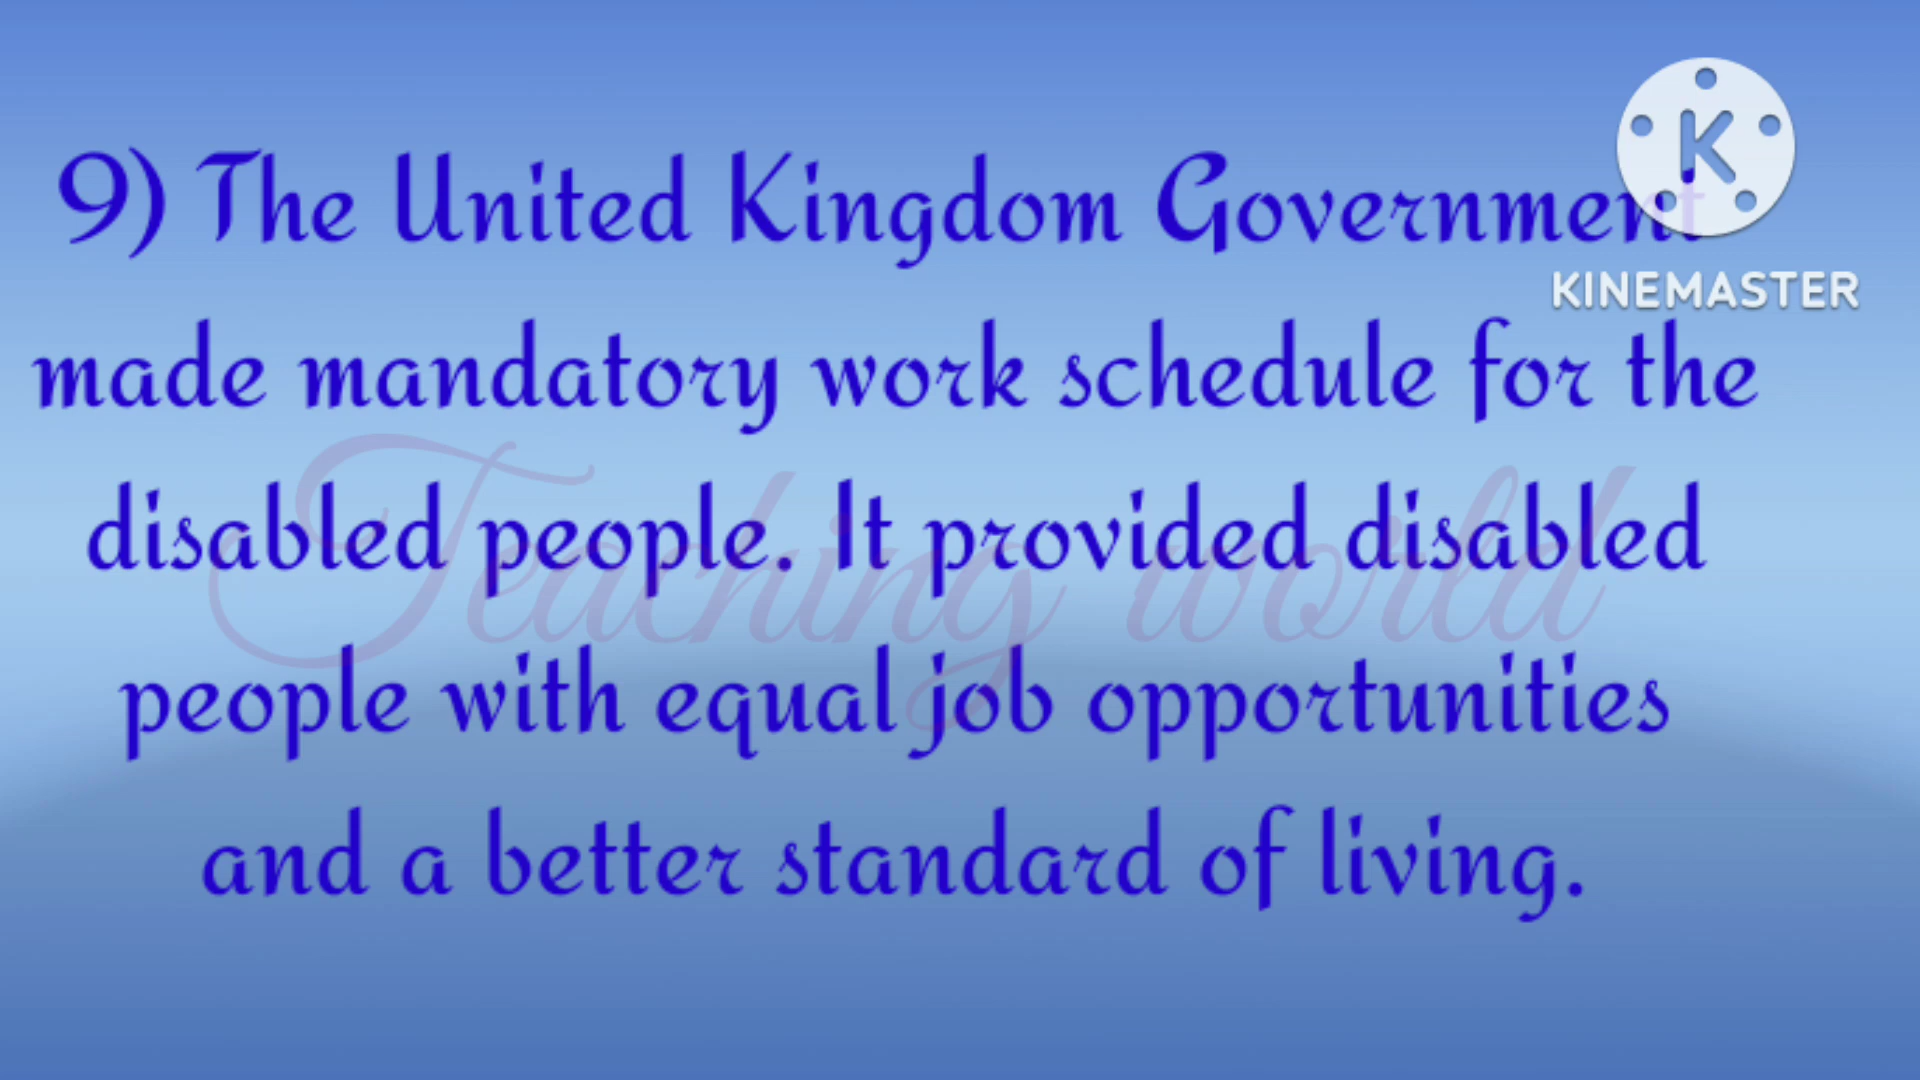 9) The United Kingdom Government
K
KINEMASTER
made mandatory work schedule for the
disabled people. It provided disabled
Teaching world
people with equal job opportunities
and a better standard of living.